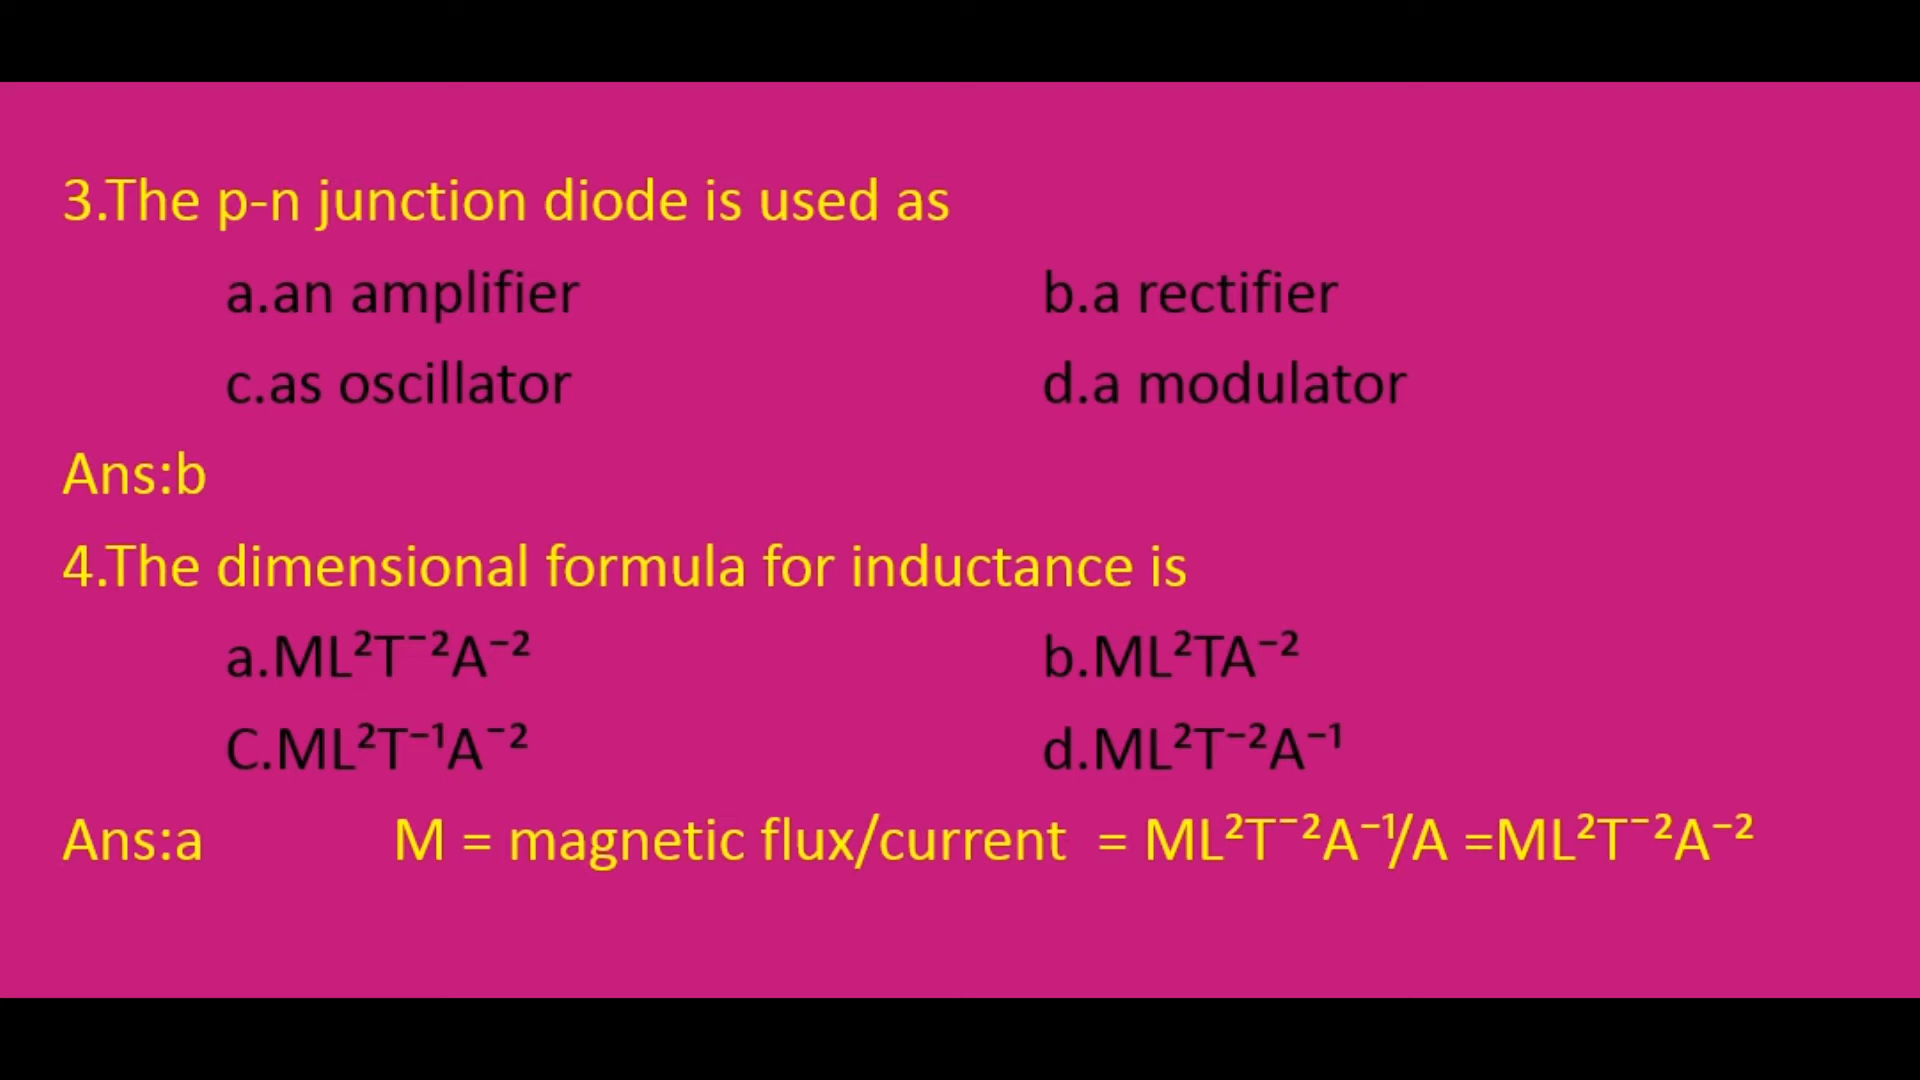 3.The p-n junction diode is used as
a.an amplifier b.a rectifier
c.as oscillator d.a modulator
Ans:b
4.The dimensional formula for inductance is
a.ML²T⁻²A⁻² b.ML²TA⁻²
C.ML²T⁻¹A⁻² d.ML²T⁻²A⁻¹
Ans:a M = magnetic flux/current = ML²T⁻²A⁻¹/A =ML²T⁻²A⁻²